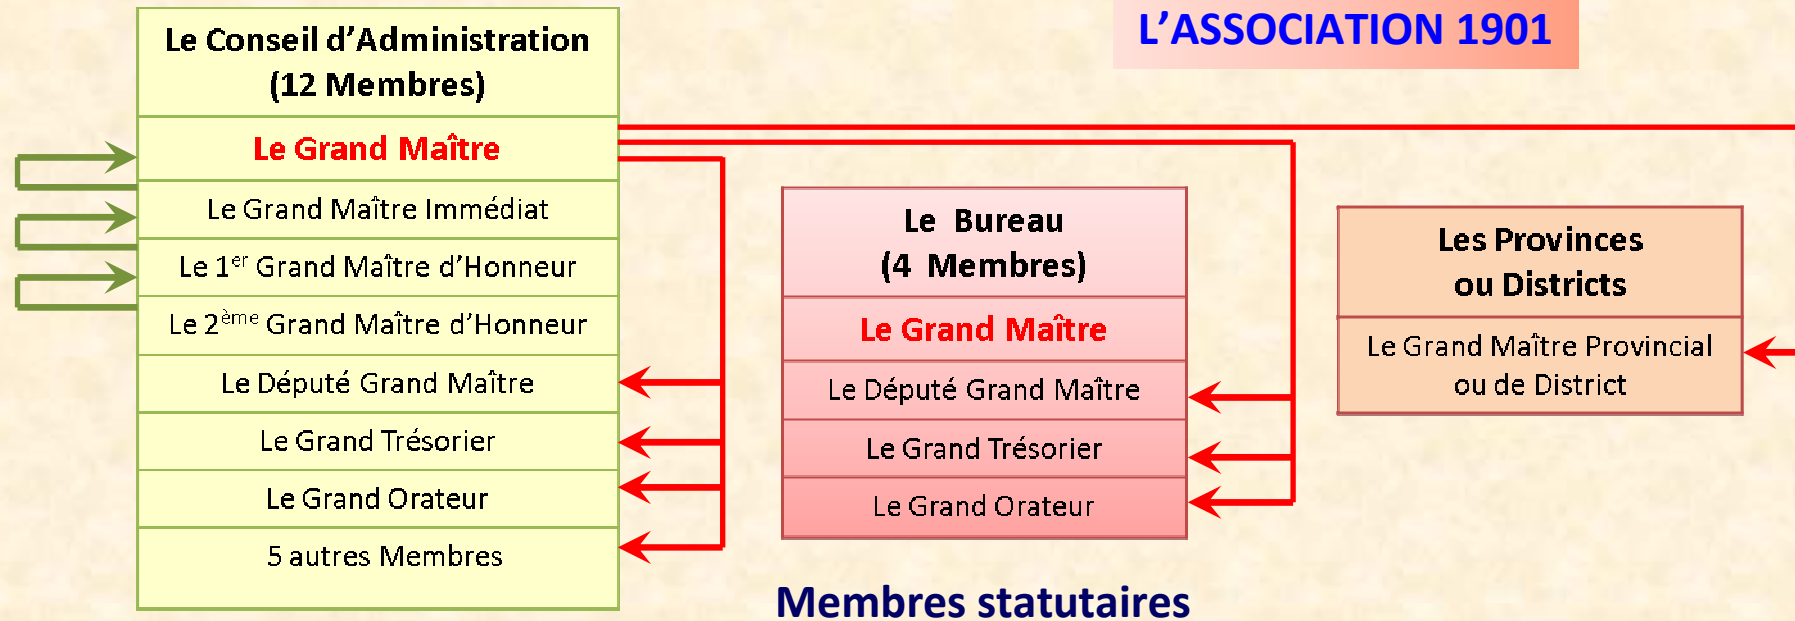 L’ASSOCIATION 1901
Le Conseil d’Administration
(12 Membres)
Le Grand Maître
Le Grand Maître Immédiat
Le 1er Grand Maître d’Honneur
Le 2ème Grand Maître d’Honneur
Le Député Grand Maître
Le Grand Trésorier
Le Grand Orateur
5 autres Membres
Le Bureau
(4 Membres)
Le Grand Maître
Le Député Grand Maître
Le Grand Trésorier
Le Grand Orateur
Les Provinces
ou Districts
Le Grand Maître Provincial
ou de District
Membres statutaires